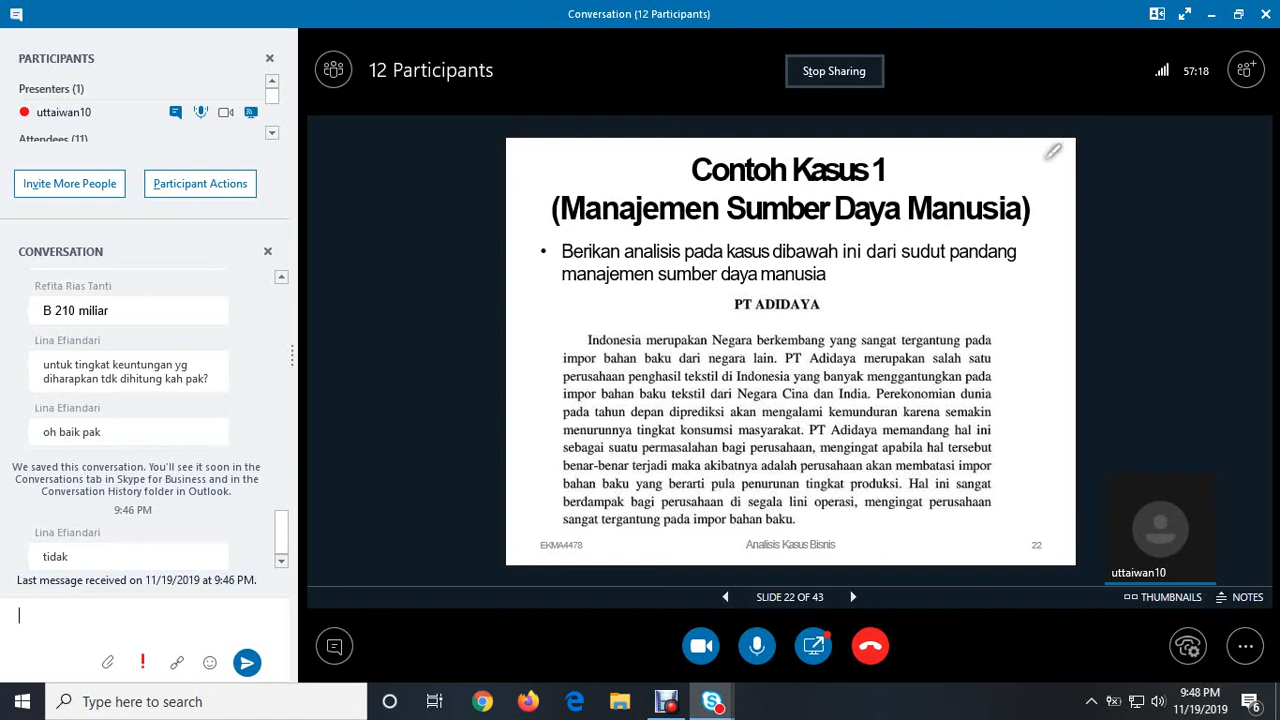 Conversation (12 Participants)
PARTICIPANTS
Presenters (1)
uttaiwan10
Attendees (11)
Invite More People
Participant Actions
CONVERSATION
Refita Rias Tanti
B 210 miliar
Lina Efiandari
untuk tingkat keuntungan yg
diharapkan tdk dihitung kah pak?
Lina Efiandari
oh baik pak
We saved this conversation. You'll see it soon in the
Conversations tab in Skype for Business and in the
Conversation History folder in Outlook.
9:46 PM
Lina Efiandari
tidak
Last message received on 11/19/2019 at 9:46 PM.
12 Participants
Stop Sharing
57:18
Contoh Kasus 1
(Manajemen Sumber Daya Manusia)
• Berikan analisis pada kasus dibawah ini dari sudut pandang
manajemen sumber daya manusia
PT ADIDAYA
Indonesia merupakan Negara berkembang yang sangat tergantung pada
impor bahan baku dari negara lain. PT Adidaya merupakan salah satu
perusahaan penghasil tekstil di Indonesia yang banyak menggantungkan pada
impor bahan baku tekstil dari Negara Cina dan India. Perekonomian dunia
pada tahun depan diprediksi akan mengalami kemunduran karena semakin
menurunnya tingkat konsumsi masyarakat. PT Adidaya memandang hal ini
sebagai suatu permasalahan bagi perusahaan, mengingat apabila hal tersebut
benar-benar terjadi maka akibatnya adalah perusahaan akan membatasi impor
bahan baku yang berarti pula penurunan tingkat produksi. Hal ini sangat
berdampak bagi perusahaan di segala lini operasi, mengingat perusahaan
sangat tergantung pada impor bahan baku.
EKMA4478
Analisis Kasus Bisnis
22
uttaiwan10
SLIDE 22 OF 43
THUMBNAILS
NOTES
Type here to search
9:48 PM
11/19/2019
6